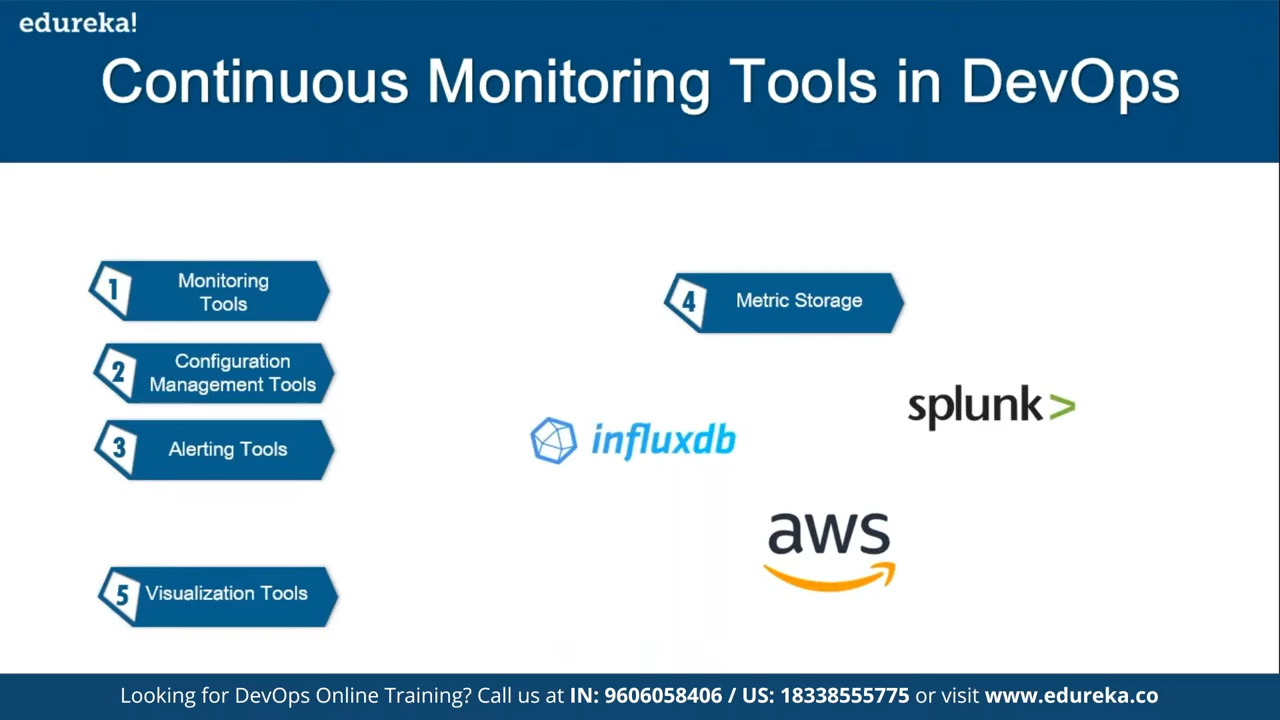 edureka!
Continuous Monitoring Tools in DevOps
1
Monitoring
Tools
2
Configuration
Management Tools
3
Alerting Tools
5
Visualization Tools
4
Metric Storage
influxdb
splunk>
aws
Looking for DevOps Online Training? Call us at IN: 9606058406 / US: 18338555775 or visit www.edureka.co